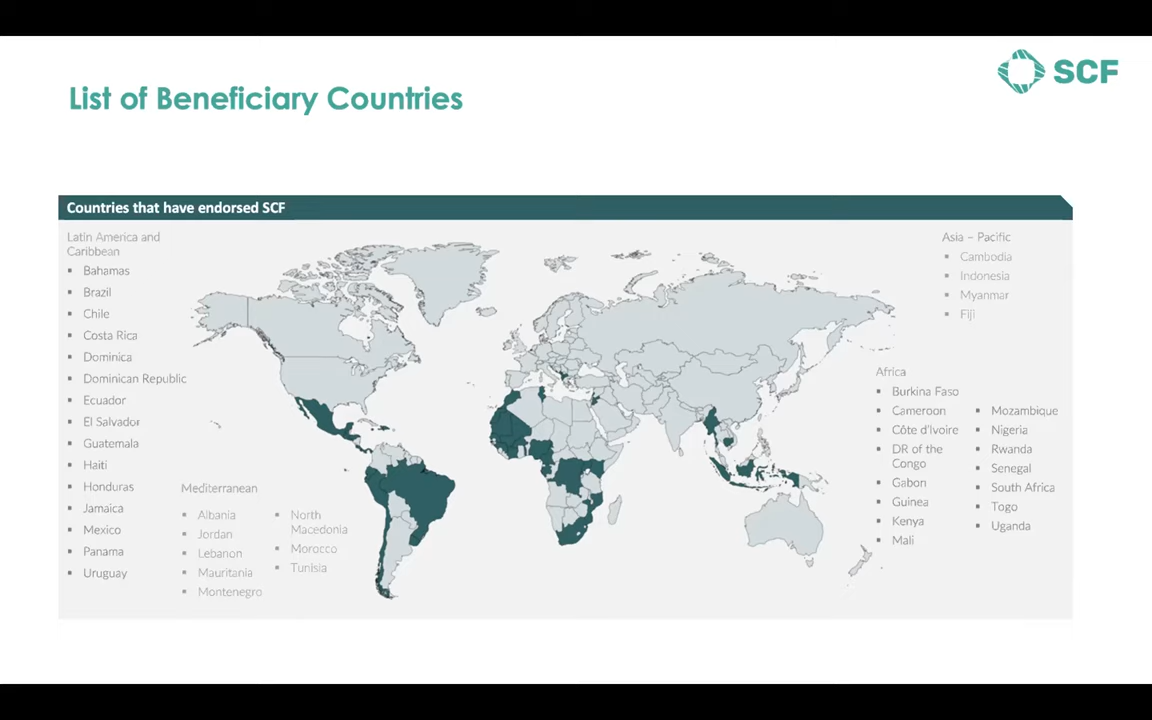 SCF
List of Beneficiary Countries
Countries that have endorsed SCF
Latin America and
Caribbean
Bahamas
Brazil
Chile
Costa Rica
Dominica
Dominican Republic
Ecuador
El Salvador
Guatemala
Haiti
Honduras
Jamaica
Mexico
Panama
Uruguay
Mediterranean
Albania
Jordan
Lebanon
Mauritania
Montenegro
North
Macedonia
Morocco
Tunisia
Asia – Pacific
Cambodia
Indonesia
Myanmar
Fiji
Africa
Burkina Faso
Cameroon
Côte d'Ivoire
DR of the
Congo
Gabon
Guinea
Kenya
Mali
Mozambique
Nigeria
Rwanda
Senegal
South Africa
Togo
Uganda